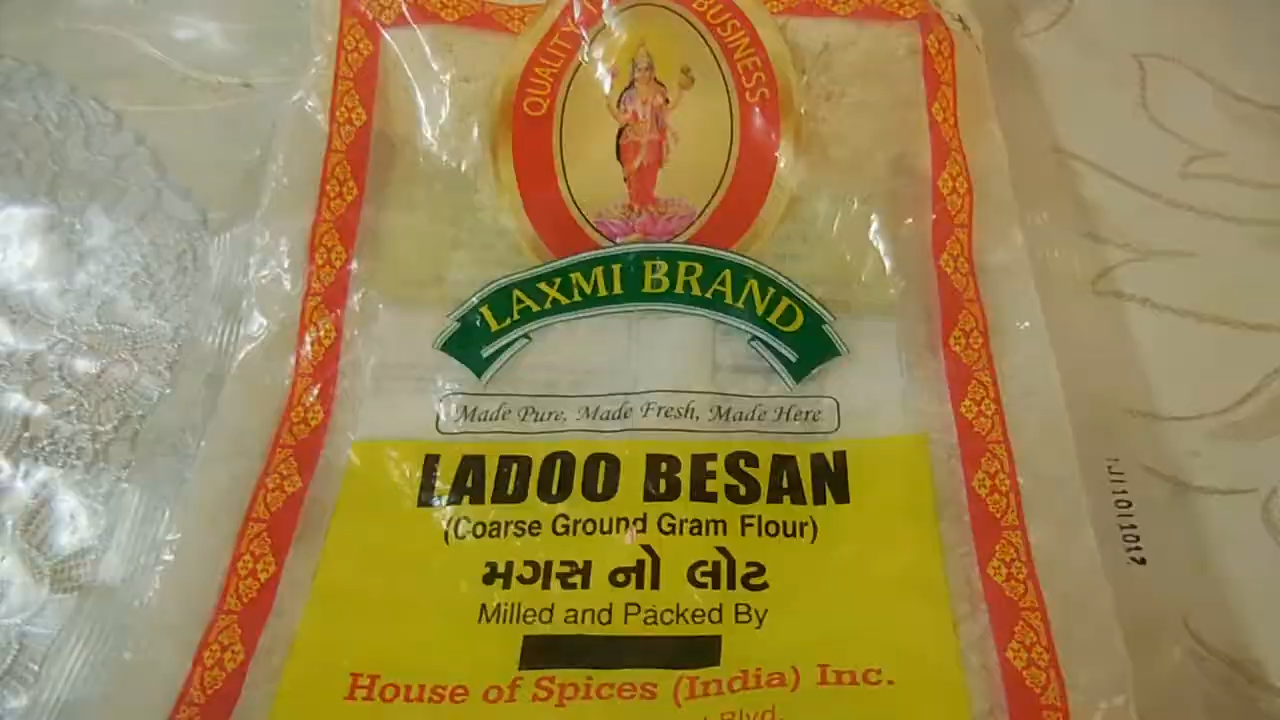 QUALITY BUSINESS
LAXMI BRAND
Made Pure, Made Fresh, Made Here
LADOO BESAN
(Coarse Ground Gram Flour)
મગસ નો લોટ
Milled and Packed By
House of Spices (India) Inc.
Blvd.